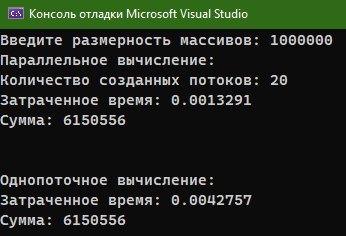 Консоль отладки Microsoft Visual Studio
Введите размерность массивов: 1000000
Параллельное вычисление:
Количество созданных потоков: 20
Затраченное время: 0.0013291
Сумма: 6150556
Однопоточное вычисление:
Затраченное время: 0.0042757
Сумма: 6150556